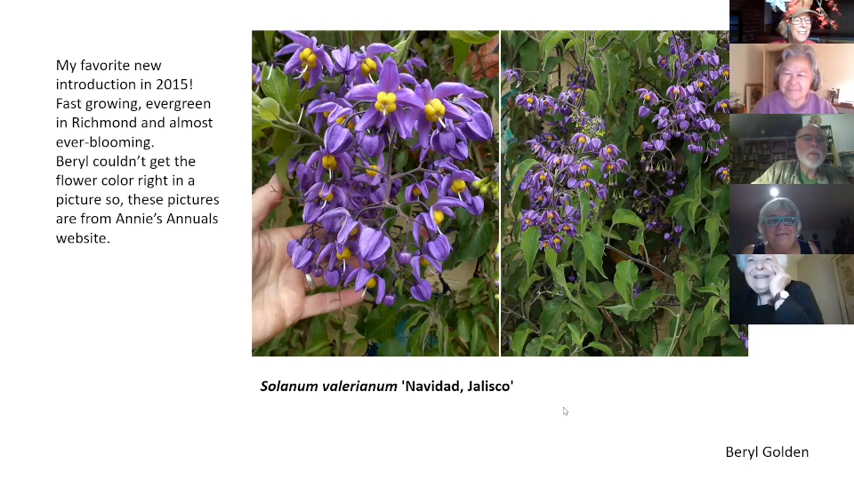 My favorite new
introduction in 2015!
Fast growing, evergreen
in Richmond and almost
ever-blooming.
Beryl couldn't get the
flower color right in a
picture so, these pictures
are from Annie's Annuals
website.
Solanum valerianum 'Navidad, Jalisco'
Beryl Golden